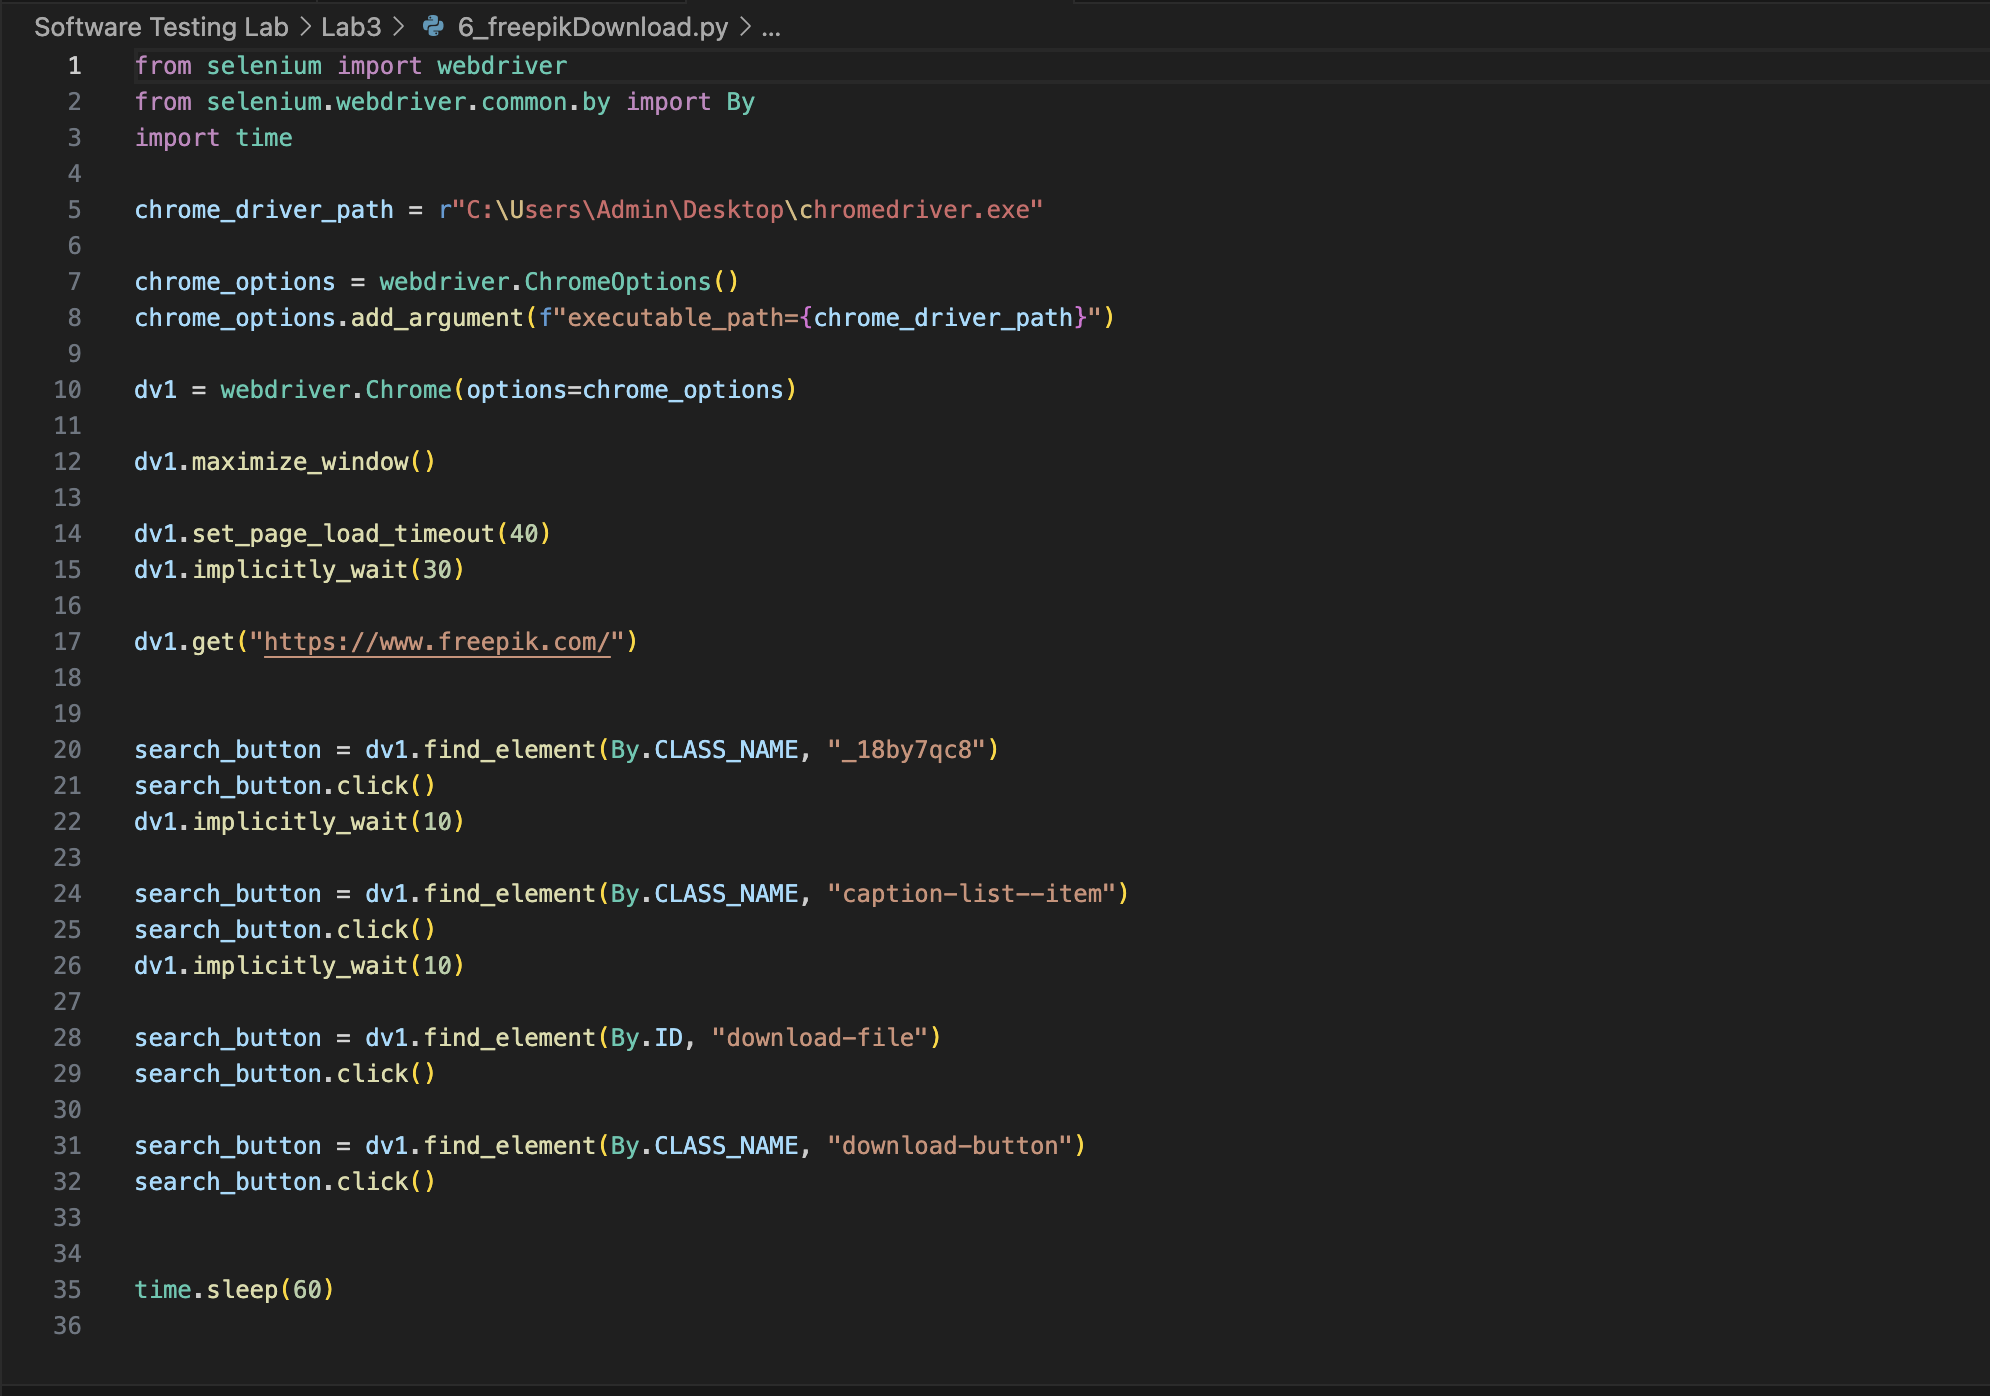 Software Testing Lab > Lab3 > 6_freepikDownload.py > ...
1 from selenium import webdriver
2 from selenium.webdriver.common.by import By
3 import time
4
5 chrome_driver_path = r"C:\Users\Admin\Desktop\chromedriver.exe"
6
7 chrome_options = webdriver.ChromeOptions()
8 chrome_options.add_argument(f"executable_path={chrome_driver_path}")
9
10 dv1 = webdriver.Chrome(options=chrome_options)
11
12 dv1.maximize_window()
13
14 dv1.set_page_load_timeout(40)
15 dv1.implicitly_wait(30)
16
17 dv1.get("https://www.freepik.com/")
18
19
20 search_button = dv1.find_element(By.CLASS_NAME, "_18by7qc8")
21 search_button.click()
22 dv1.implicitly_wait(10)
23
24 search_button = dv1.find_element(By.CLASS_NAME, "caption-list--item")
25 search_button.click()
26 dv1.implicitly_wait(10)
27
28 search_button = dv1.find_element(By.ID, "download-file")
29 search_button.click()
30
31 search_button = dv1.find_element(By.CLASS_NAME, "download-button")
32 search_button.click()
33
34
35 time.sleep(60)
36